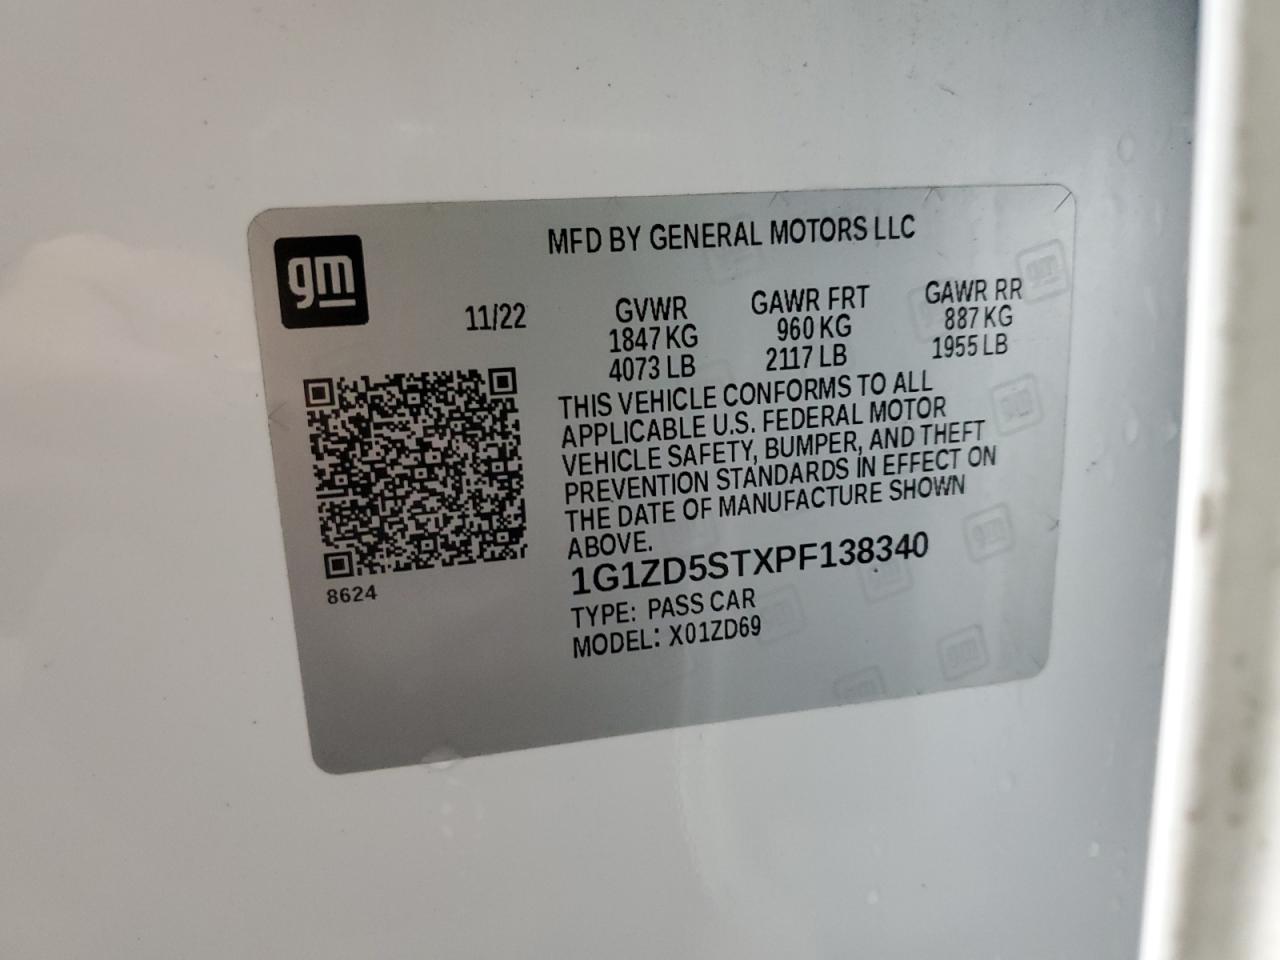 MFD BY GENERAL MOTORS LLC
gm
11/22
GVWR
1847 KG
4073 LB
GAWR FRT
960 KG
2117 LB
GAWR RR
887 KG
1955 LB
THIS VEHICLE CONFORMS TO ALL
APPLICABLE U.S. FEDERAL MOTOR
VEHICLE SAFETY, BUMPER, AND THEFT
PREVENTION STANDARDS IN EFFECT ON
THE DATE OF MANUFACTURE SHOWN
ABOVE.
1G1ZD5STXPF138340
TYPE: PASS CAR
MODEL: X01ZD69
8624